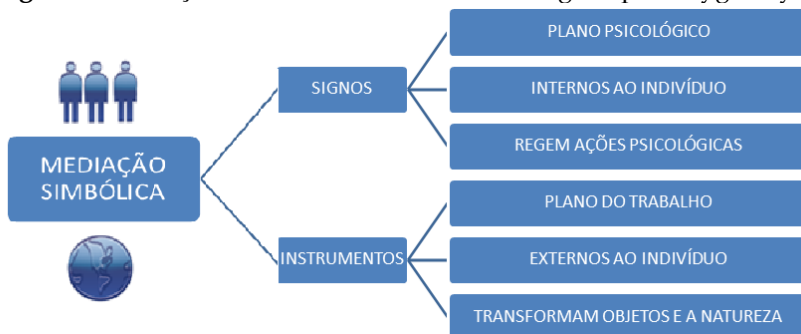 MEDIAÇÃO
SIMBÓLICA
SIGNOS
PLANO PSICOLÓGICO
INTERNOS AO INDIVÍDUO
REGEM AÇÕES PSICOLÓGICAS
INSTRUMENTOS
PLANO DO TRABALHO
EXTERNOS AO INDIVÍDUO
TRANSFORMAM OBJETOS E A NATUREZA